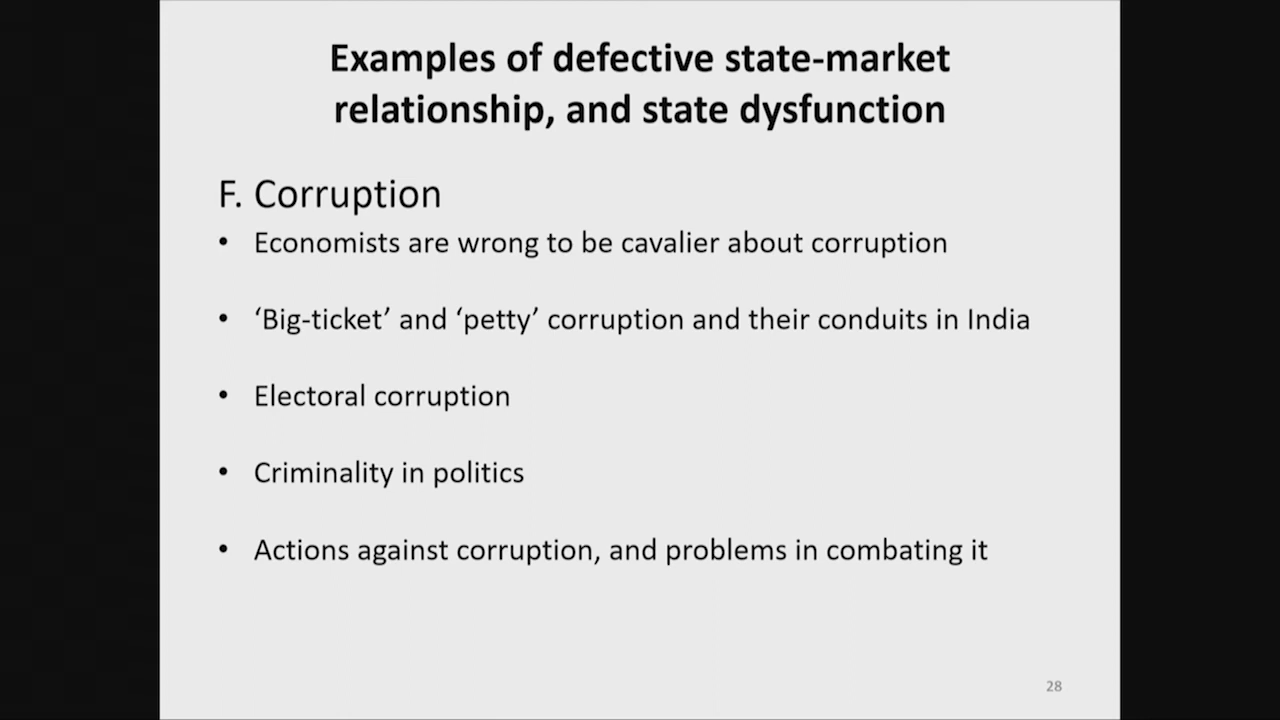 Examples of defective state-market
relationship, and state dysfunction
F. Corruption
• Economists are wrong to be cavalier about corruption
• ‘Big-ticket’ and ‘petty’ corruption and their conduits in India
• Electoral corruption
• Criminality in politics
• Actions against corruption, and problems in combating it
28